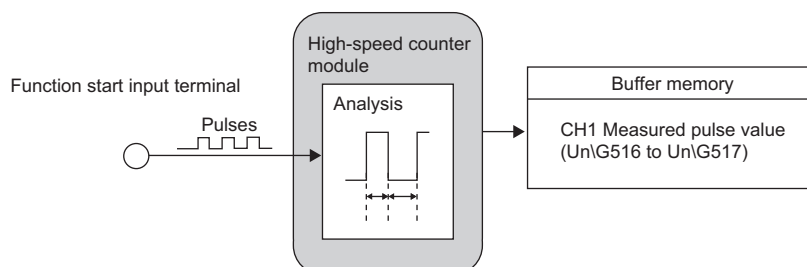 Function start input terminal
Pulses
High-speed counter
module
Analysis
Buffer memory
CH1 Measured pulse value
(Un\G516 to Un\G517)